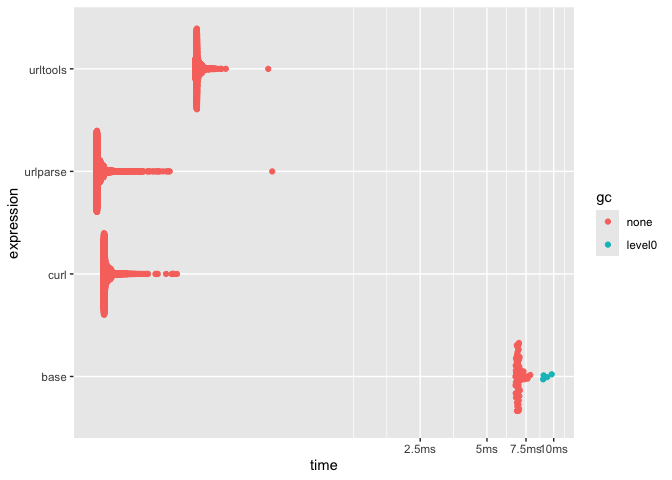 urltools
urlparse
curl
base
expression
2.5ms 5ms 7.5ms 10ms
time
gc
none
level0